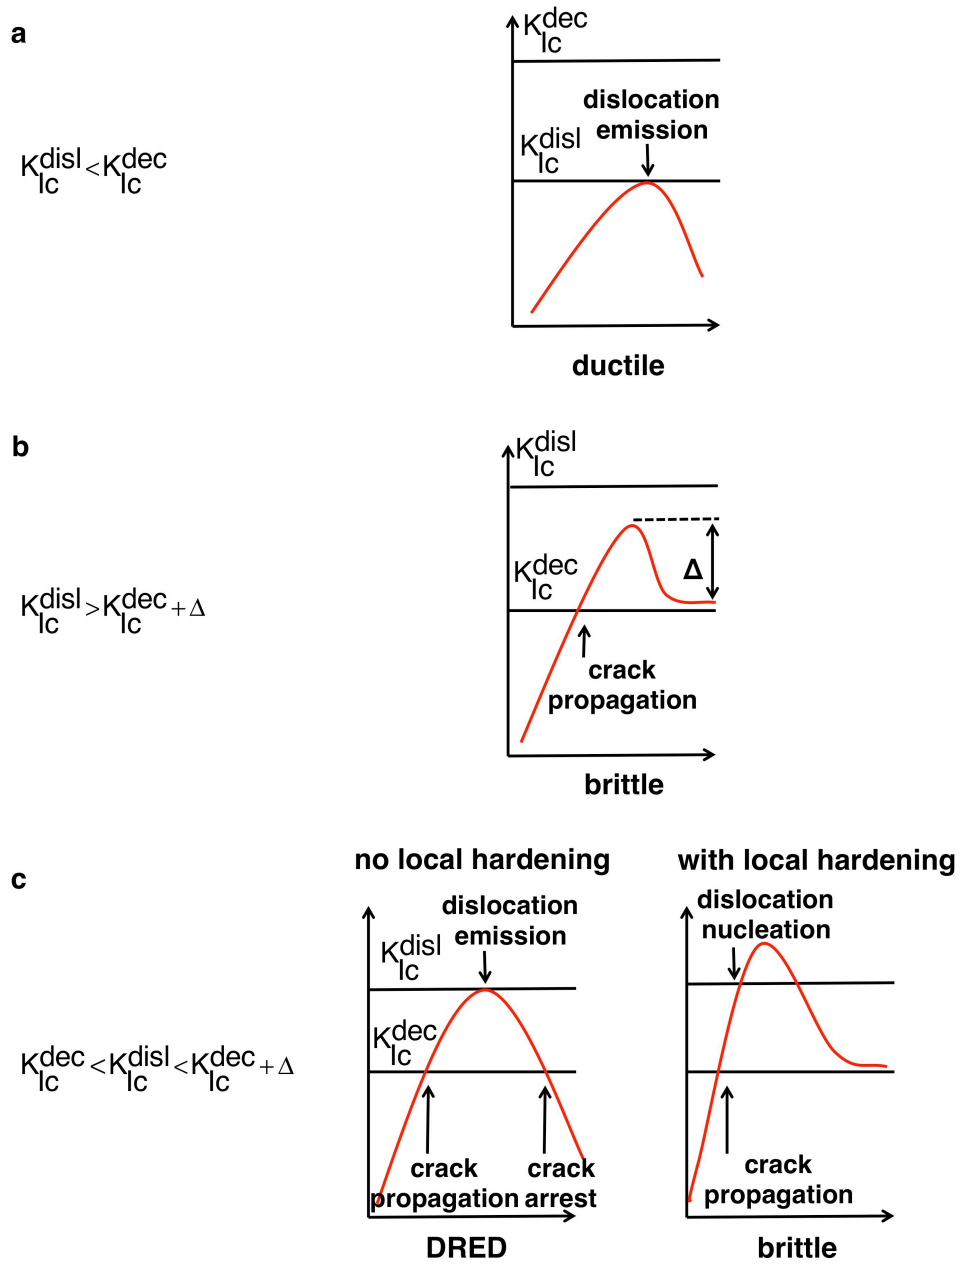 a
K_Ic^dec
dislocation
emission
K_Ic^disl
K_Ic^disl<K_Ic^dec
ductile
b
K_Ic^disl
K_Ic^dec
Δ
K_Ic^disl>K_Ic^dec+Δ
crack
propagation
brittle
c
no local hardening
with local hardening
dislocation
emission
dislocation
nucleation
K_Ic^disl
K_Ic^dec
K_Ic^dec<K_Ic^disl<K_Ic^dec+Δ
crack
propagation
crack
arrest
crack
propagation
DRED
brittle